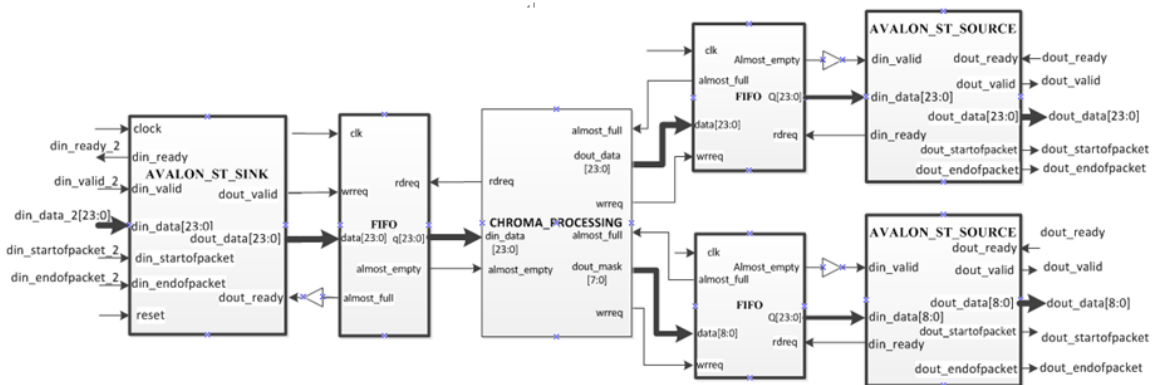 clock
din_ready_2
din_ready
AVALON_ST_SINK
din_valid_2
din_valid
dout_valid
din_data_2[23:0]
din_data[23:0]
dout_data[23:0]
din_startofpacket_2
din_startofpacket
din_endofpacket_2
din_endofpacket
dout_ready
reset
clk
wrreq
rdreq
FIFO
data[23:0]
q[23:0]
almost_empty
almost_full
almost_full
dout_data
[23:0]
rdreq
wrreq
CHROMA_PROCESSING
almost_full
din_data
[23:0]
almost_empty
dout_mask
[7:0]
wrreq
clk
Almost_empty
almost_full
FIFO
Q[23:0]
data[23:0]
rdreq
wrreq
AVALON_ST_SOURCE
din_valid
dout_ready
dout_ready
dout_valid
dout_valid
din_data[23:0]
dout_data[23:0]
dout_data[23:0]
din_ready
dout_startofpacket
dout_startofpacket
dout_endofpacket
dout_endofpacket
clk
Almost_empty
almost_full
FIFO
Q[23:0]
data[8:0]
rdreq
wrreq
AVALON_ST_SOURCE
dout_ready
dout_ready
din_valid
dout_valid
dout_valid
dout_data[8:0]
dout_data[8:0]
din_data[8:0]
dout_startofpacket
dout_startofpacket
din_ready
dout_endofpacket
dout_endofpacket